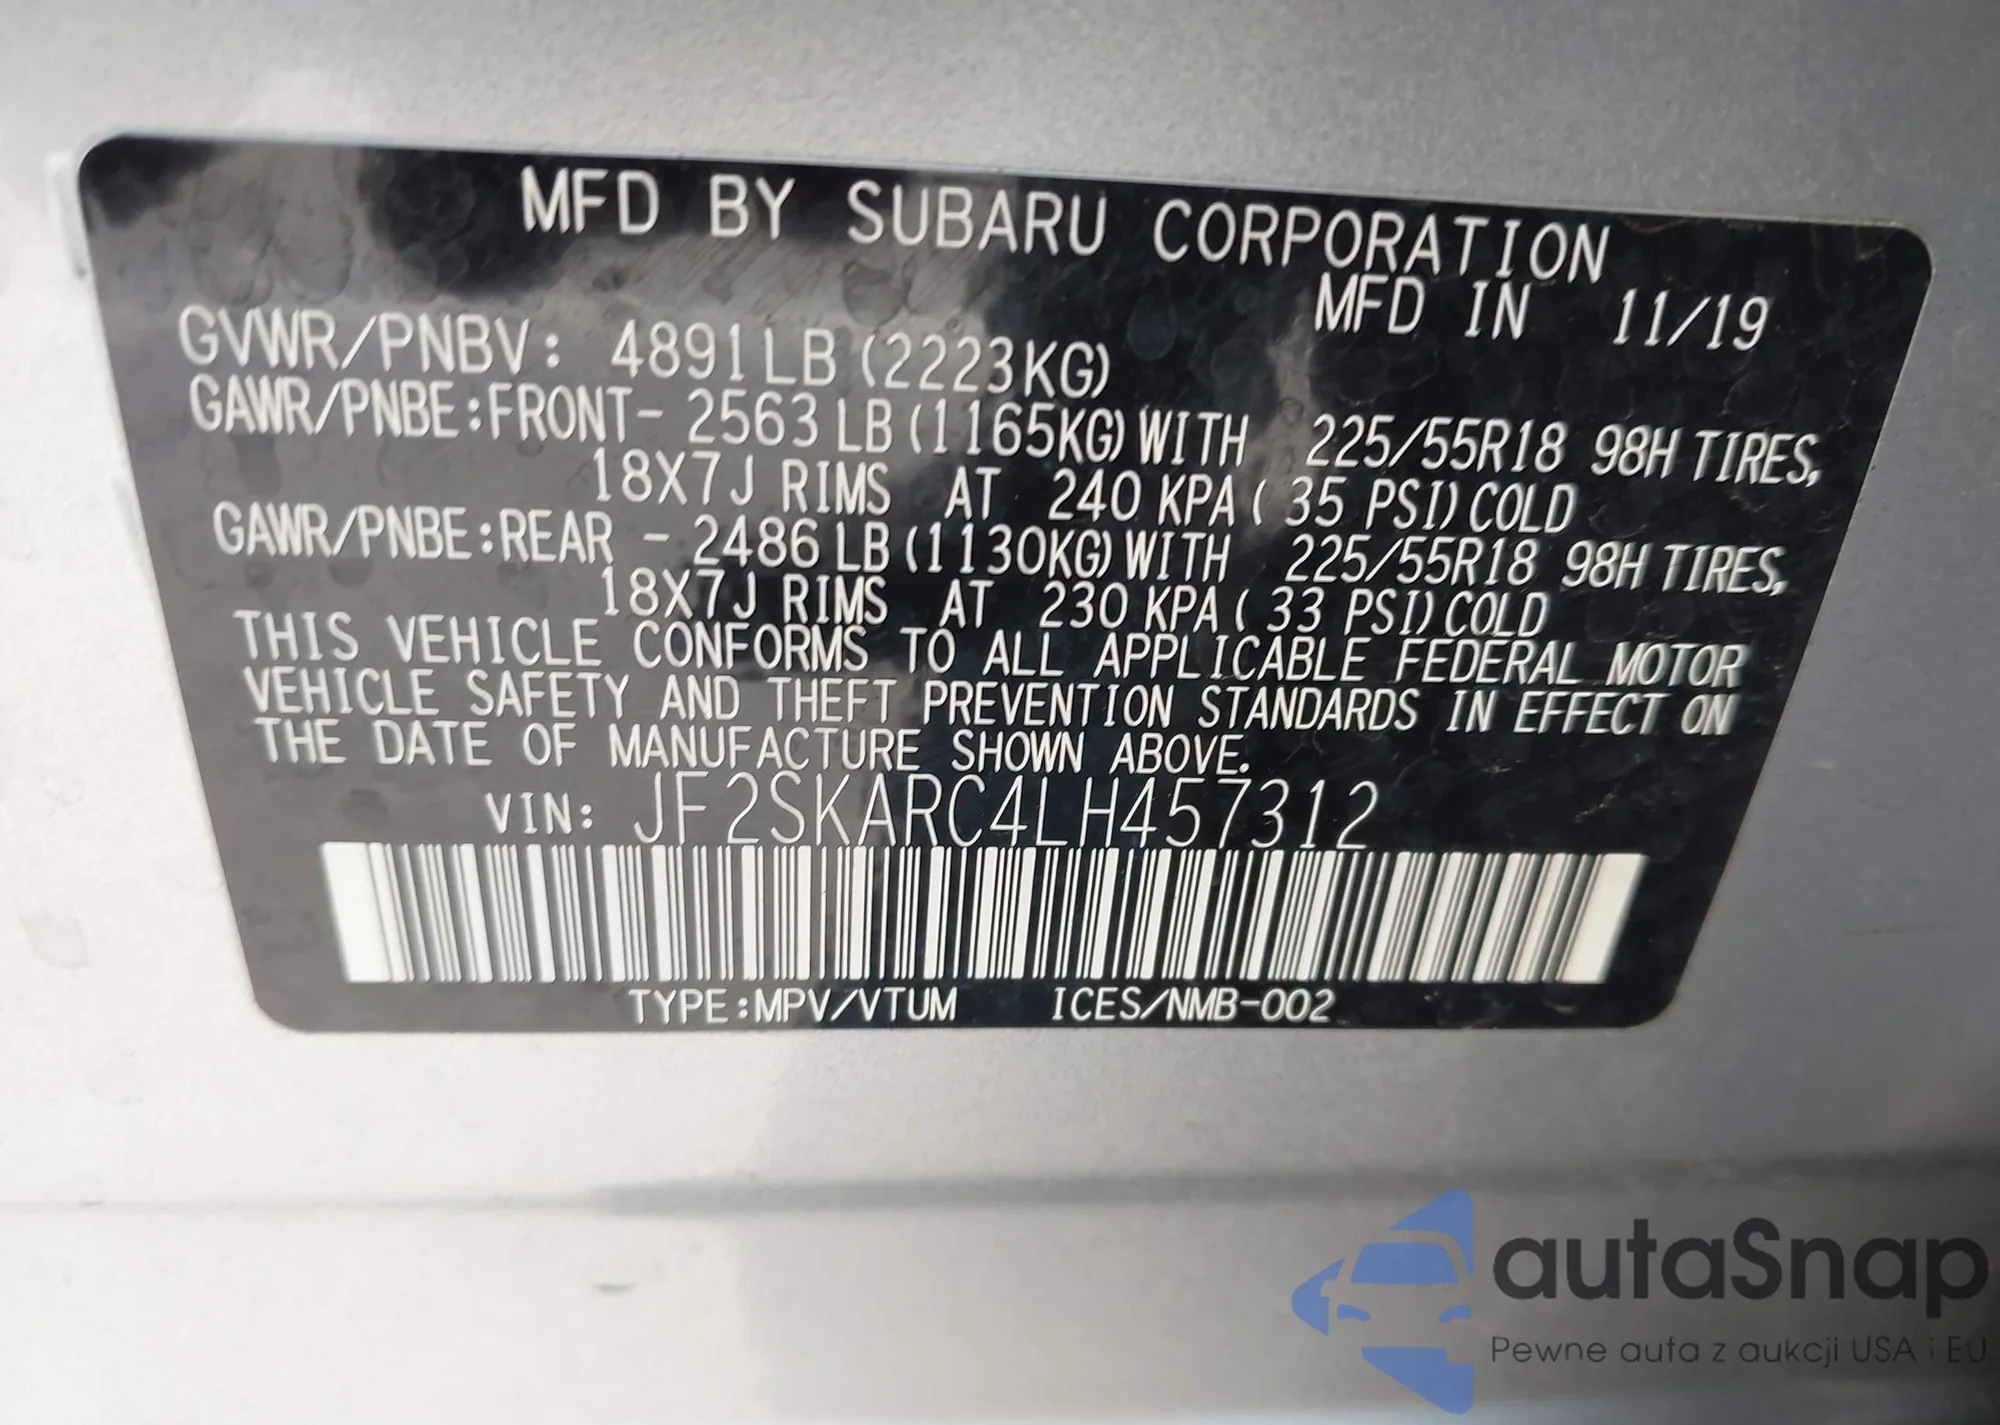 MFD BY SUBARU CORPORATION
MFD IN 11/19
GVWR/PNBV: 4891LB (2223KG)
GAWR/PNBE:FRONT- 2563 LB (1165KG) WITH 225/55R18 98H TIRES,
18X7J RIMS AT 240 KPA ( 35 PSI) COLD
GAWR/PNBE:REAR - 2486 LB (1130KG) WITH 225/55R18 98H TIRES,
18X7J RIMS AT 230 KPA ( 33 PSI) COLD
THIS VEHICLE CONFORMS TO ALL APPLICABLE FEDERAL MOTOR
VEHICLE SAFETY AND THEFT PREVENTION STANDARDS IN EFFECT ON
THE DATE OF MANUFACTURE SHOWN ABOVE.
VIN: JF2SKARC4LH457312
TYPE:MPV/VTUM ICES/NMB-002
autaSnap
Pewne auta z aukcji USA i EU